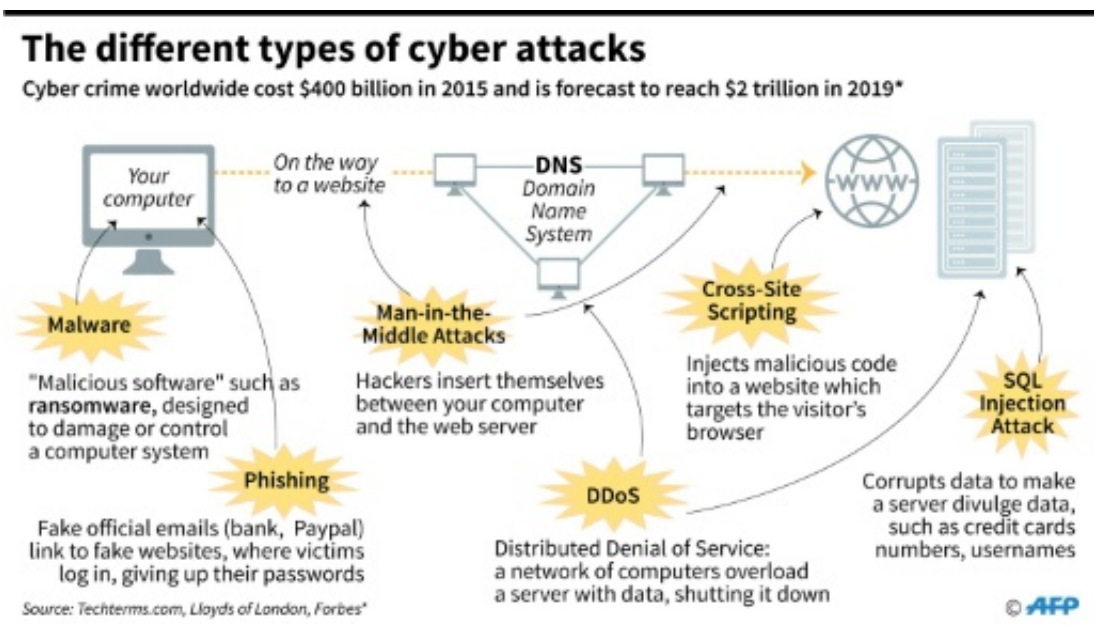 The different types of cyber attacks
Cyber crime worldwide cost $400 billion in 2015 and is forecast to reach $2 trillion in 2019*
Your
computer
On the way
to a website
DNS
Domain
Name
System
WWW
Malware
"Malicious software" such as
ransomware, designed
to damage or control
a computer system
Phishing
Fake official emails (bank, Paypal)
link to fake websites, where victims
log in, giving up their passwords
Man-in-the-
Middle Attacks
Hackers insert themselves
between your computer
and the web server
DDoS
Distributed Denial of Service:
a network of computers overload
a server with data, shutting it down
Cross-Site
Scripting
Injects malicious code
into a website which
targets the visitor's
browser
SQL
Injection
Attack
Corrupts data to make
a server divulge data,
such as credit cards
numbers, usernames
Source: Techterms.com, Lloyds of London, Forbes*
© AFP